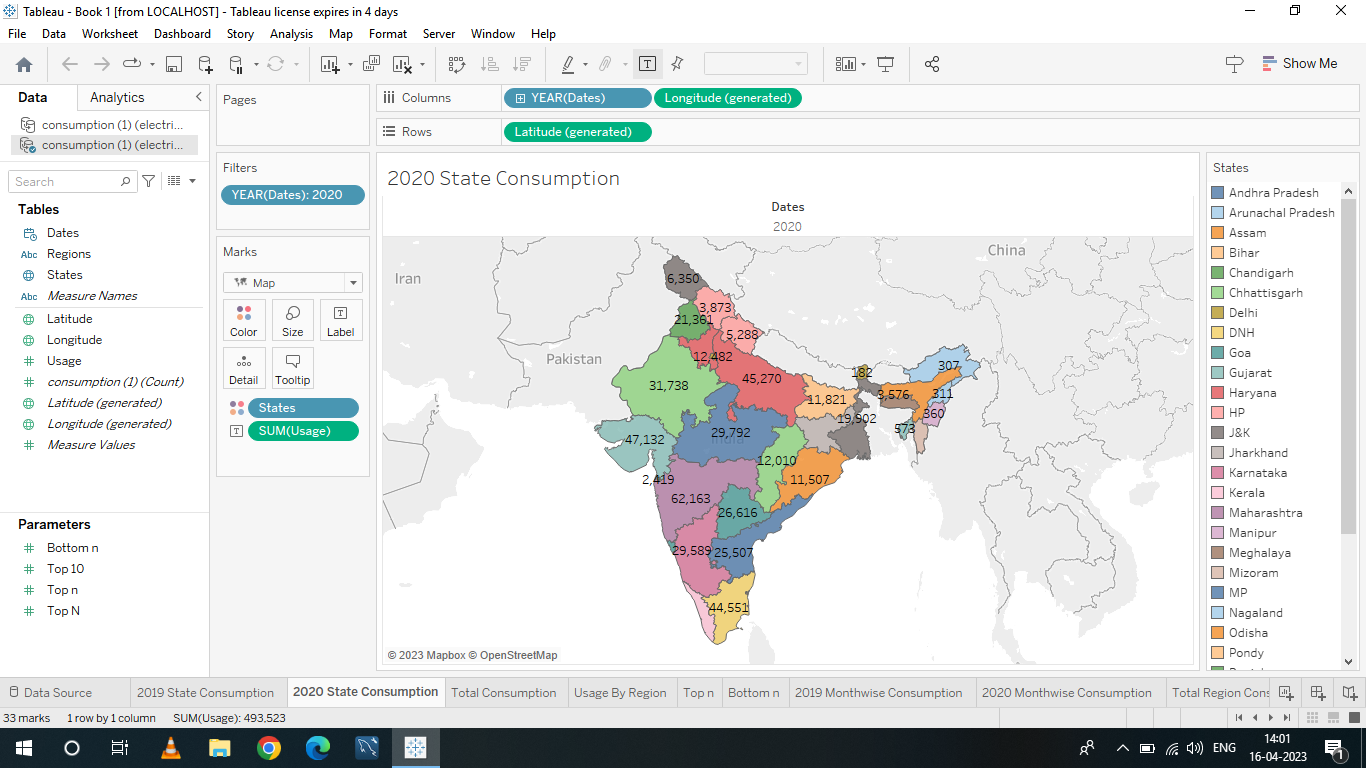 Tableau - Book 1 [from LOCALHOST] - Tableau license expires in 4 days
File Data Worksheet Dashboard Story Analysis Map Format Server Window Help
Show Me
Data Analytics
consumption (1) (electri...
consumption (1) (electri...
Search
Tables
Dates
Abc Regions
States
Abc Measure Names
Latitude
Longitude
Usage
consumption (1) (Count)
Latitude (generated)
Longitude (generated)
Measure Values
Parameters
Bottom n
Top 10
Top n
Top N
Pages
Filters
YEAR(Dates): 2020
Marks
Map
Color Size Label
Detail Tooltip
States
SUM(Usage)
Columns YEAR(Dates) Longitude (generated)
Rows Latitude (generated)
2020 State Consumption
Dates
2020
China
Iran
Pakistan
6,350
3,873
21,361
5,288
12,482
45,270
31,738
182
307
11,821
3,576
311
360
19,902
573
29,792
47,132
12,010
2,419
11,507
62,163
26,616
29,589
25,507
44,551
© 2023 Mapbox © OpenStreetMap
States
Andhra Pradesh
Arunachal Pradesh
Assam
Bihar
Chandigarh
Chhattisgarh
Delhi
DNH
Goa
Gujarat
Haryana
HP
J&K
Jharkhand
Karnataka
Kerala
Maharashtra
Manipur
Meghalaya
Mizoram
MP
Nagaland
Odisha
Pondy
Data Source 2019 State Consumption 2020 State Consumption Total Consumption Usage By Region Top n Bottom n 2019 Monthwise Consumption 2020 Monthwise Consumption Total Region Cons
33 marks 1 row by 1 column SUM(Usage): 493,523
ENG
14:01
16-04-2023
1